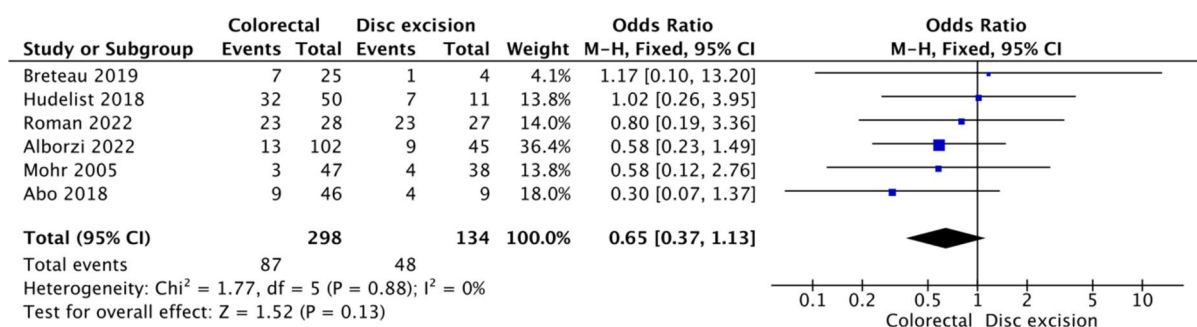 Colorectal Disc excision Odds Ratio Odds Ratio
Study or Subgroup Events Total Events Total Weight M-H, Fixed, 95% CI M-H, Fixed, 95% CI
Breteau 2019 7 25 1 4 4.1% 1.17 [0.10, 13.20]
Hudelist 2018 32 50 7 11 13.8% 1.02 [0.26, 3.95]
Roman 2022 23 28 23 27 14.0% 0.80 [0.19, 3.36]
Alborzi 2022 13 102 9 45 36.4% 0.58 [0.23, 1.49]
Mohr 2005 3 47 4 38 13.8% 0.58 [0.12, 2.76]
Abo 2018 9 46 4 9 18.0% 0.30 [0.07, 1.37]
Total (95% CI) 298 134 100.0% 0.65 [0.37, 1.13]
Total events 87 48
Heterogeneity: Chi² = 1.77, df = 5 (P = 0.88); I² = 0%
Test for overall effect: Z = 1.52 (P = 0.13)
0.1 0.2 0.5 1 2 5 10
Colorectal Disc excision